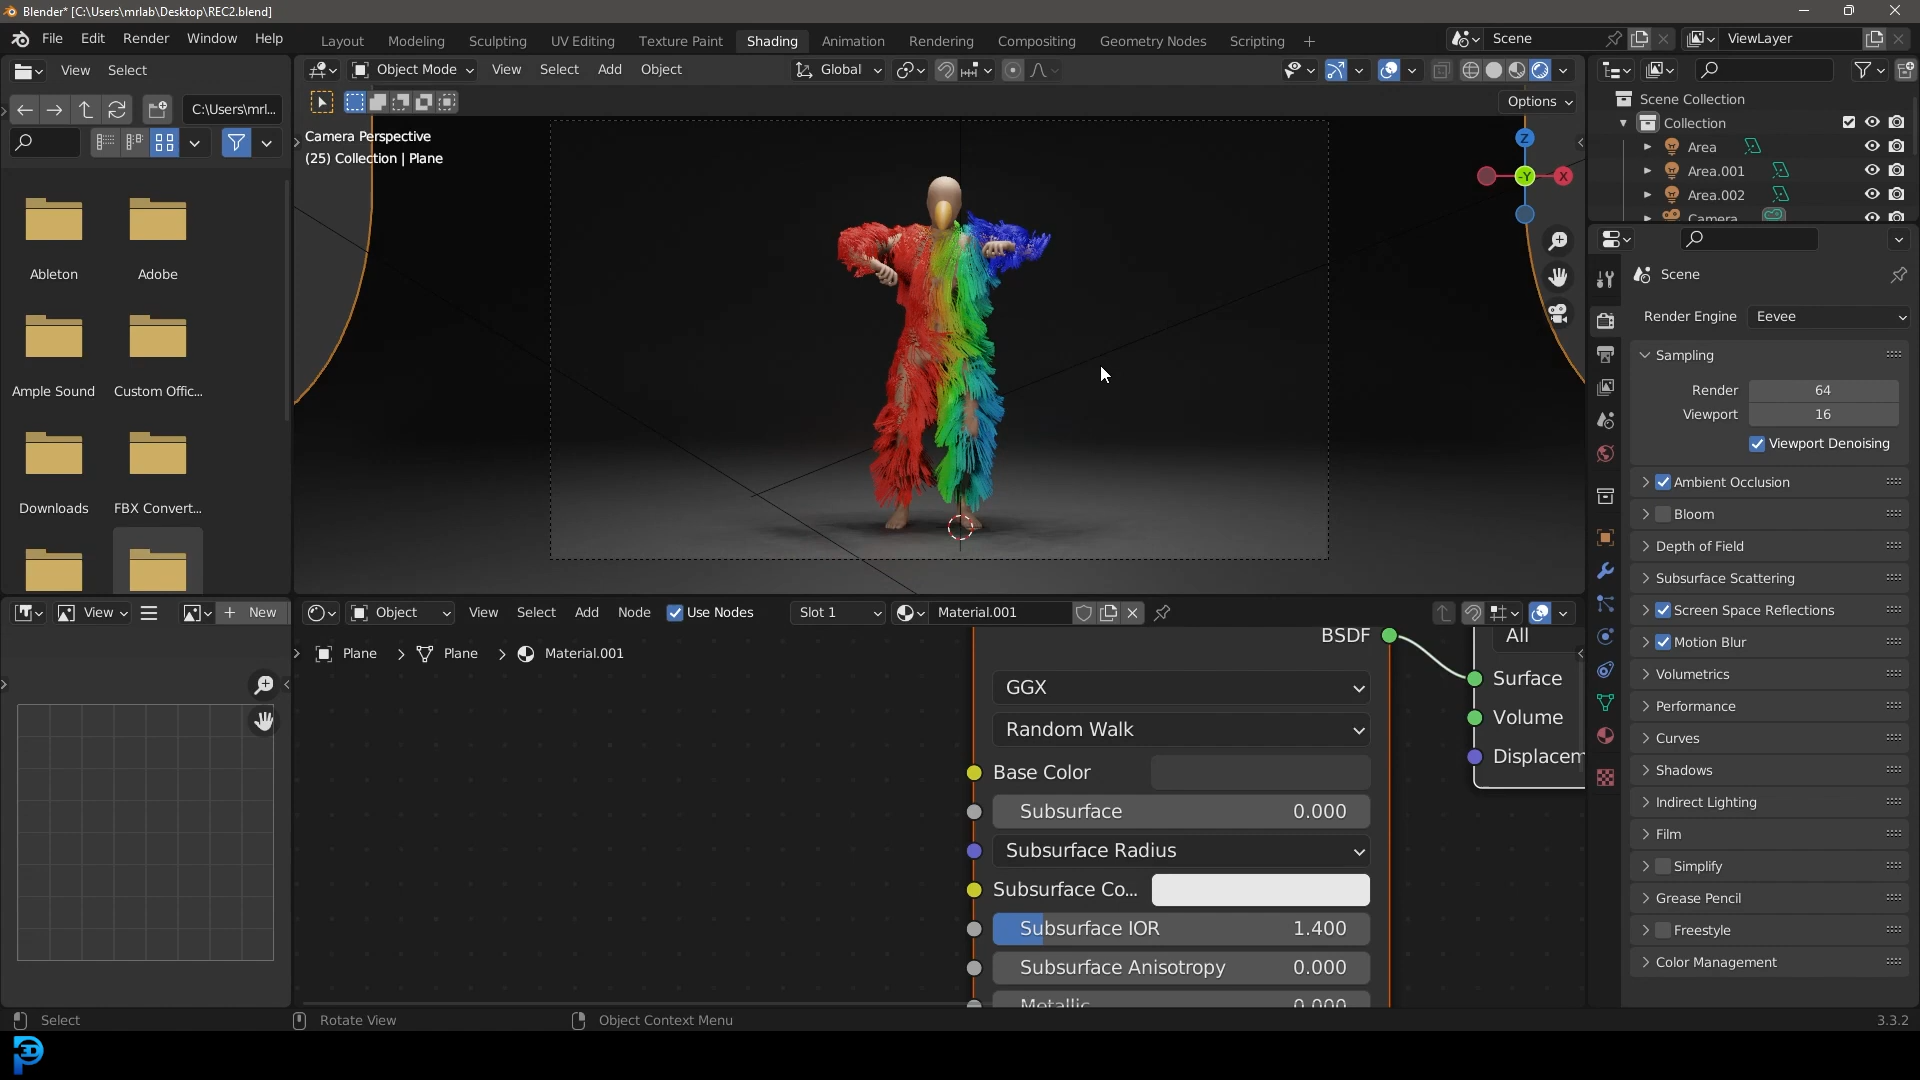 Blender* [C:\Users\mrlab\Desktop\REC2.blend]
File Edit Render Window Help
Layout Modeling Sculpting UV Editing Texture Paint Shading Animation Rendering Compositing Geometry Nodes Scripting +
Scene
ViewLayer
View Select
Object Mode View Select Add Object
Global
C:\Users\mrl...
Options
Camera Perspective
(25) Collection | Plane
Z
-Y
X
Scene Collection
Collection
Area
Area.001
Area.002
Camera
Ableton
Adobe
Ample Sound
Custom Offic...
Downloads
FBX Convert...
Scene
Render Engine Eevee
Sampling
Render 64
Viewport 16
Viewport Denoising
Ambient Occlusion
Bloom
Depth of Field
Subsurface Scattering
Screen Space Reflections
Motion Blur
Volumetrics
Performance
Curves
Shadows
Indirect Lighting
Film
Simplify
Grease Pencil
Freestyle
Color Management
View
+ New
Object View Select Add Node Use Nodes Slot 1 Material.001
Plane > Plane > Material.001
BSDF
GGX
Random Walk
Base Color
Subsurface 0.000
Subsurface Radius
Subsurface Co...
Subsurface IOR 1.400
Subsurface Anisotropy 0.000
Metallic 0.000
All
Surface
Volume
Displacem
Select
Rotate View
Object Context Menu
3.3.2
P3D